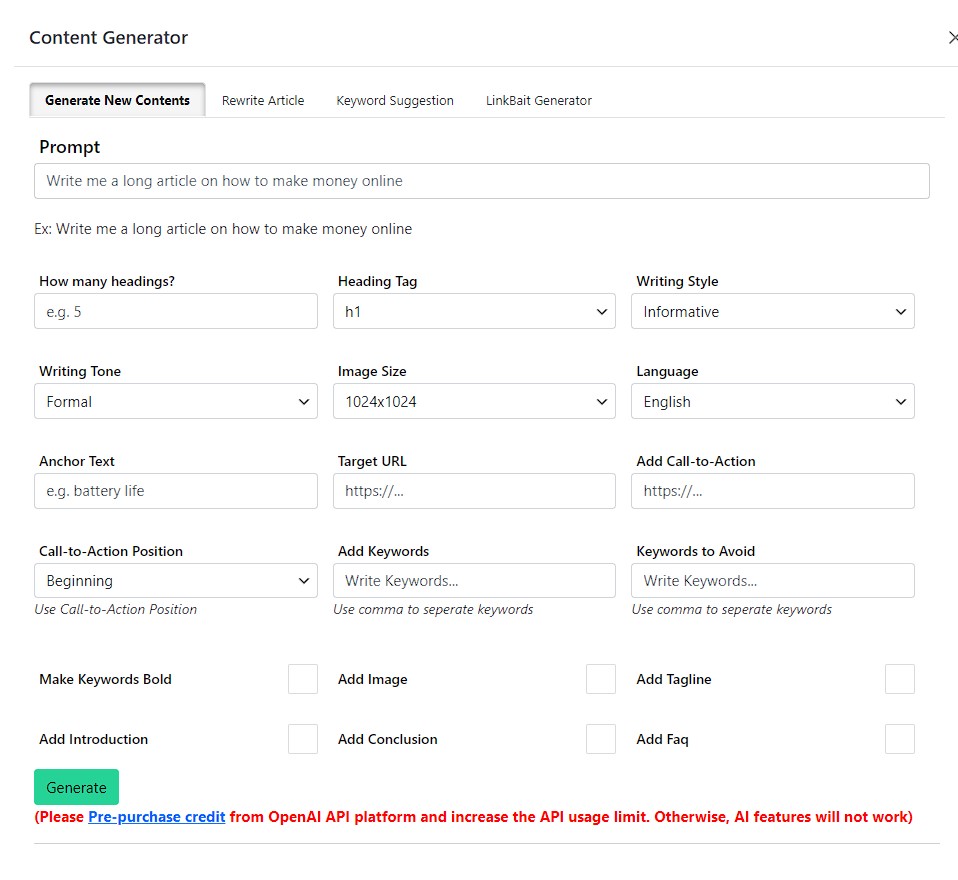 Content Generator
Generate New Contents Rewrite Article Keyword Suggestion LinkBait Generator
Prompt
Write me a long article on how to make money online
Ex: Write me a long article on how to make money online
How many headings? Heading Tag Writing Style
e.g. 5 h1 Informative
Writing Tone Image Size Language
Formal 1024x1024 English
Anchor Text Target URL Add Call-to-Action
e.g. battery life https://... https://...
Call-to-Action Position Add Keywords Keywords to Avoid
Beginning Write Keywords... Write Keywords...
Use Call-to-Action Position Use comma to seperate keywords Use comma to seperate keywords
Make Keywords Bold Add Image Add Tagline
Add Introduction Add Conclusion Add Faq
Generate
(Please Pre-purchase credit from OpenAI API platform and increase the API usage limit. Otherwise, AI features will not work)